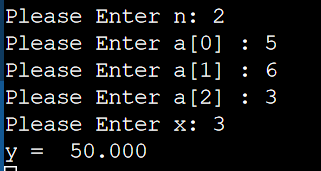 Please Enter n: 2
Please Enter a[0] : 5
Please Enter a[1] : 6
Please Enter a[2] : 3
Please Enter x: 3
y =  50.000